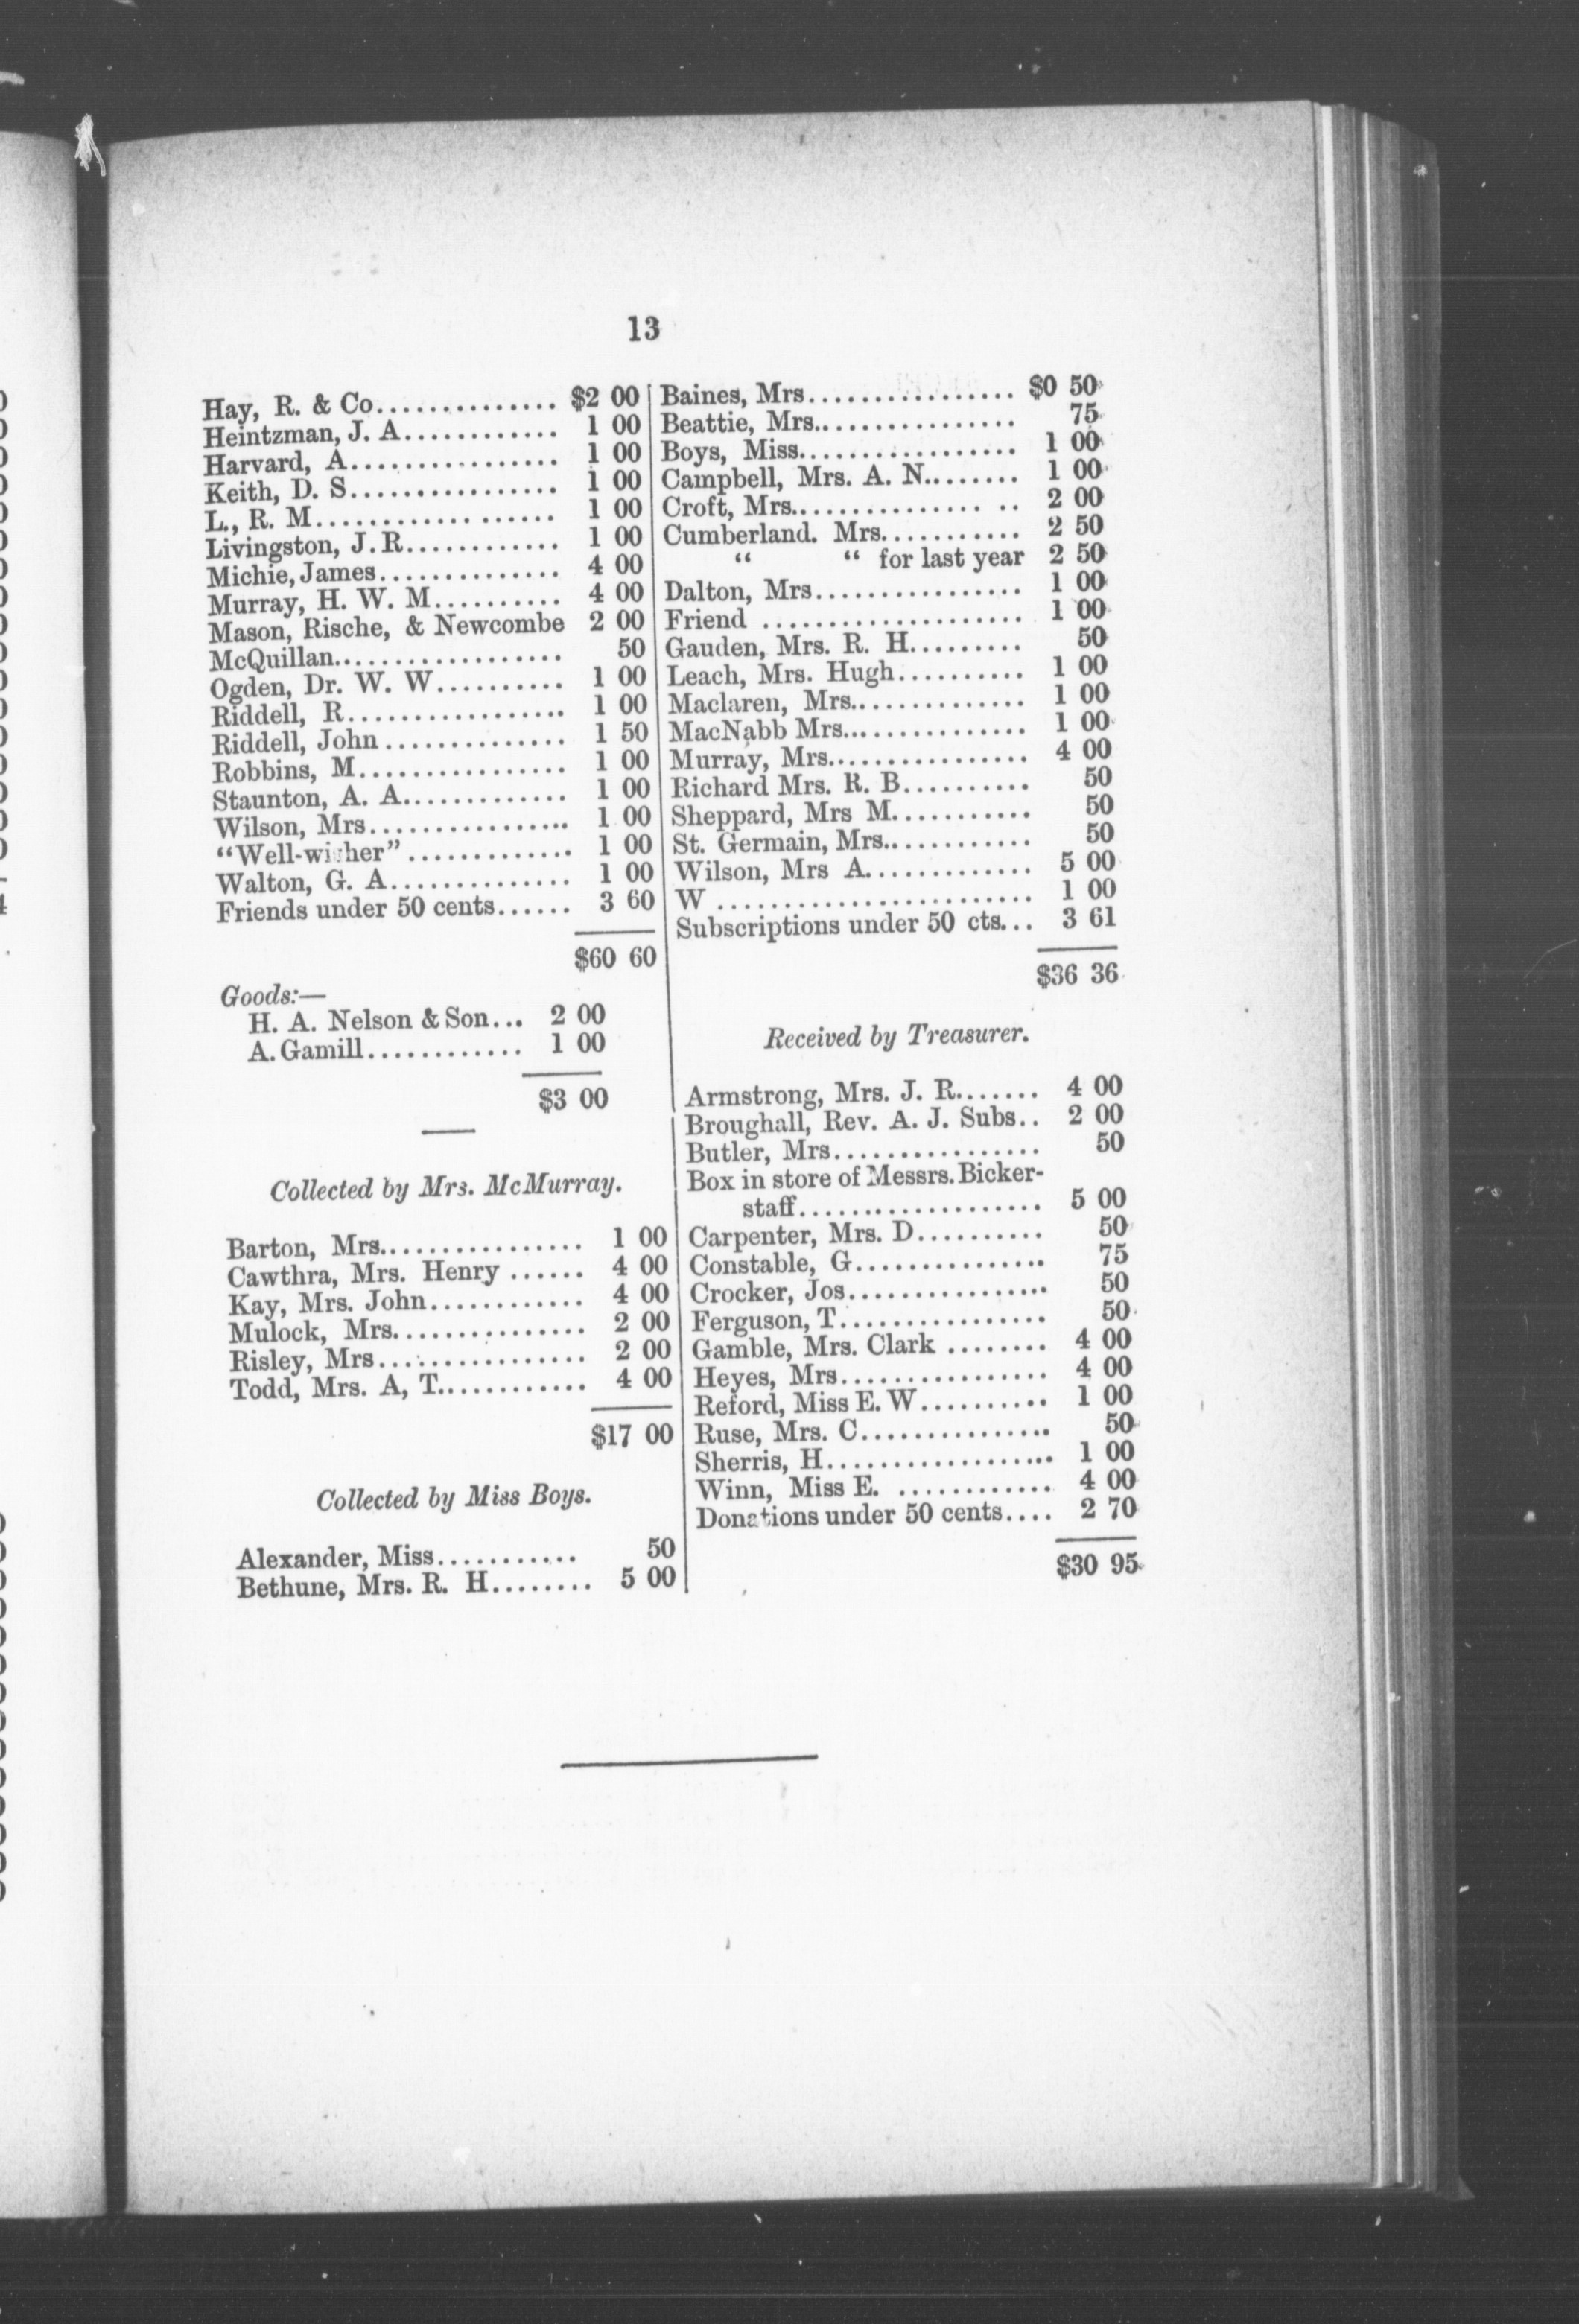 13
Hay, R. & Co.............. $2 00
Heintzman, J. A............ 1 00
Harvard, A................ 1 00
Keith, D. S................ 1 00
L., R. M.................. 1 00
Livingston, J. R............ 1 00
Michie, James.............. 4 00
Murray, H. W. M.......... 4 00
Mason, Rische, & Newcombe 2 00
McQuillan.................. 50
Ogden, Dr. W. W.......... 1 00
Riddell, R................. 1 00
Riddell, John.............. 1 50
Robbins, M................ 1 00
Staunton, A. A............. 1 00
Wilson, Mrs................ 1 00
"Well-wisher"............. 1 00
Walton, G. A.............. 1 00
Friends under 50 cents...... 3 60
$60 60
Goods:—
H. A. Nelson & Son... 2 00
A. Gamill............ 1 00
$3 00
Collected by Mrs. McMurray.
Barton, Mrs................ 1 00
Cawthra, Mrs. Henry ...... 4 00
Kay, Mrs. John............ 4 00
Mulock, Mrs............... 2 00
Risley, Mrs................ 2 00
Todd, Mrs. A, T............ 4 00
$17 00
Collected by Miss Boys.
Alexander, Miss........... 50
Bethune, Mrs. R. H........ 5 00
Baines, Mrs................ $0 50
Beattie, Mrs................ 75
Boys, Miss................. 1 00
Campbell, Mrs. A. N........ 1 00
Croft, Mrs................ .. 2 00
Cumberland. Mrs........... 2 50
" " for last year 2 50
Dalton, Mrs................ 1 00
Friend .................... 1 00
Gauden, Mrs. R. H......... 50
Leach, Mrs. Hugh.......... 1 00
Maclaren, Mrs.............. 1 00
MacNabb Mrs............... 1 00
Murray, Mrs................ 4 00
Richard Mrs. R. B.......... 50
Sheppard, Mrs M........... 50
St. Germain, Mrs............ 50
Wilson, Mrs A............. 5 00
W ........................ 1 00
Subscriptions under 50 cts... 3 61
$36 36
Received by Treasurer.
Armstrong, Mrs. J. R....... 4 00
Broughall, Rev. A. J. Subs.. 2 00
Butler, Mrs................ 50
Box in store of Messrs. Bicker-
staff................... 5 00
Carpenter, Mrs. D.......... 50
Constable, G............... 75
Crocker, Jos................ 50
Ferguson, T................ 50
Gamble, Mrs. Clark ........ 4 00
Heyes, Mrs................ 4 00
Reford, Miss E. W.......... 1 00
Ruse, Mrs. C............... 50
Sherris, H.................. 1 00
Winn, Miss E. ............ 4 00
Donations under 50 cents.... 2 70
$30 95